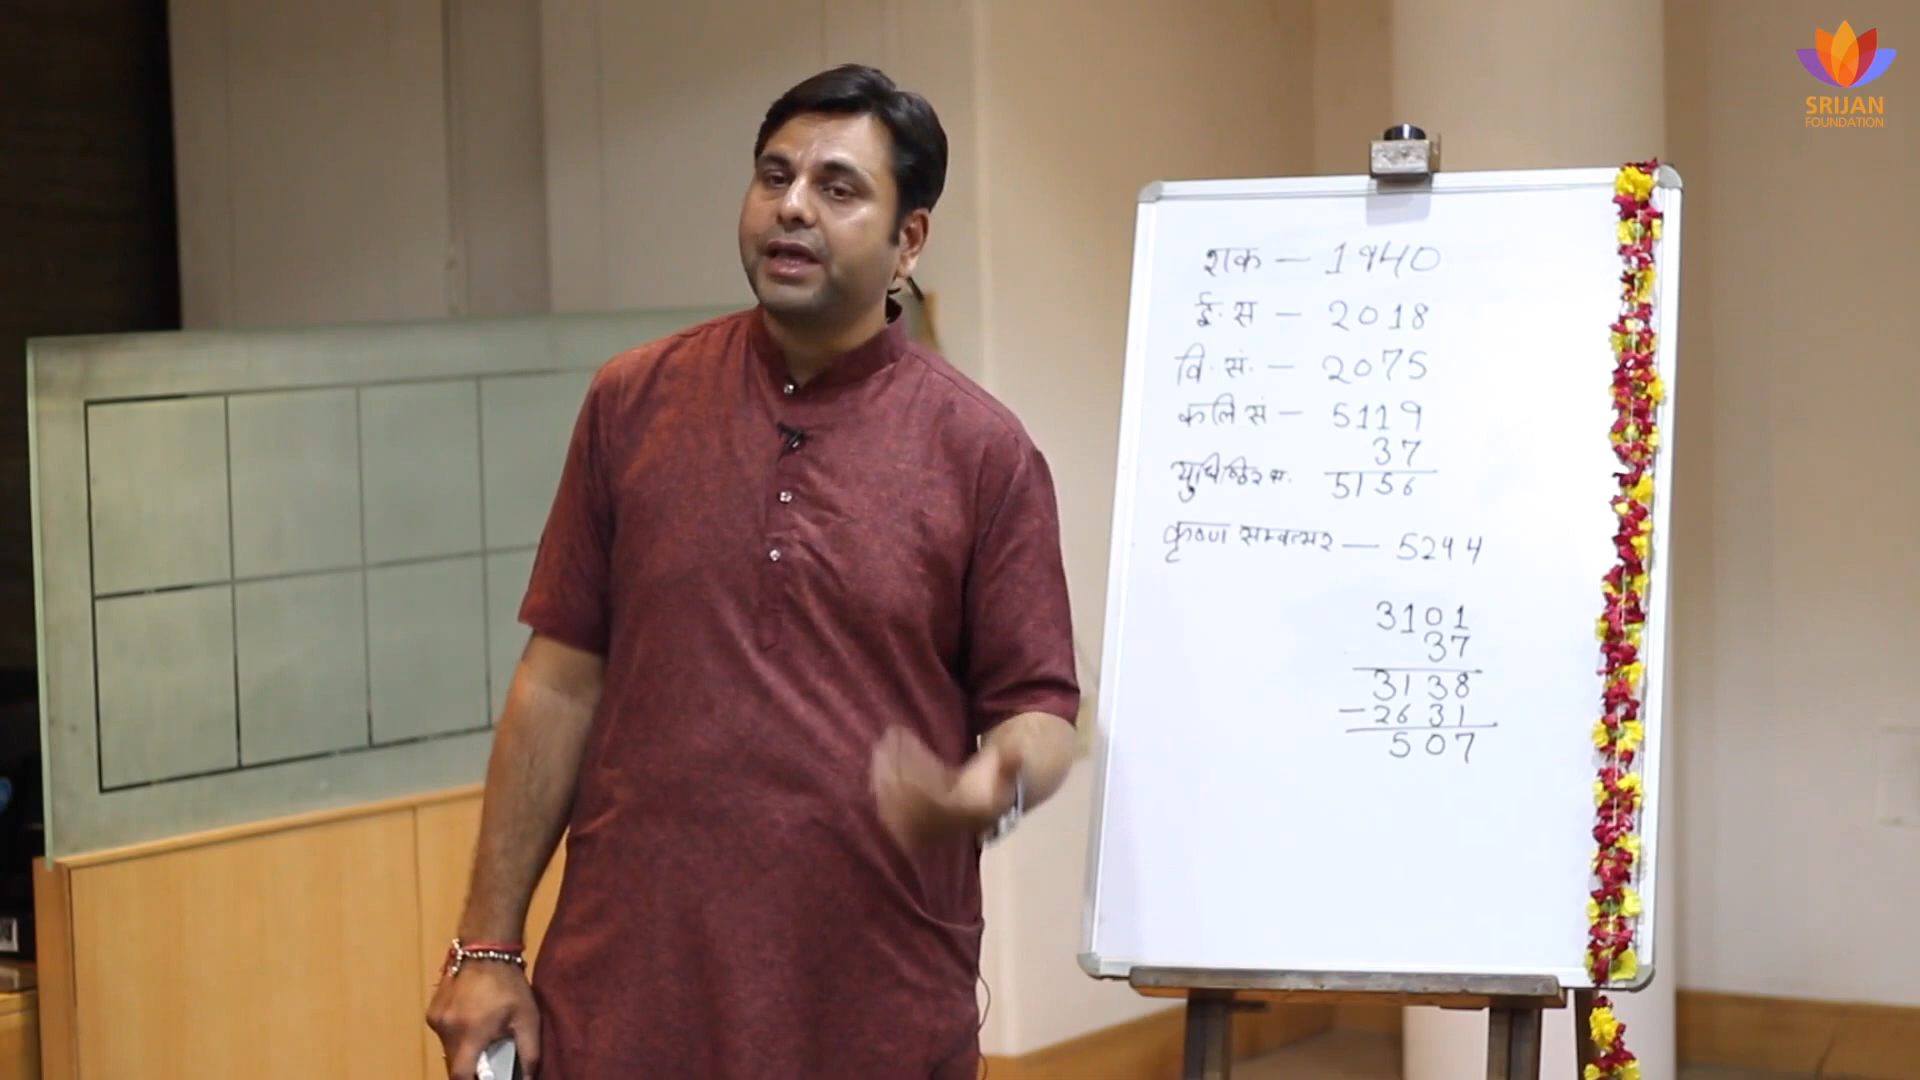 SRIJAN
FOUNDATION
शक — 1940
ई. स — 2018
वि. सं. — 2075
कलि सं — 5119
37
युधिष्ठिर स. 5156
कृष्ण सम्वत्सर — 5244
3101
37
3138
— 2631
507